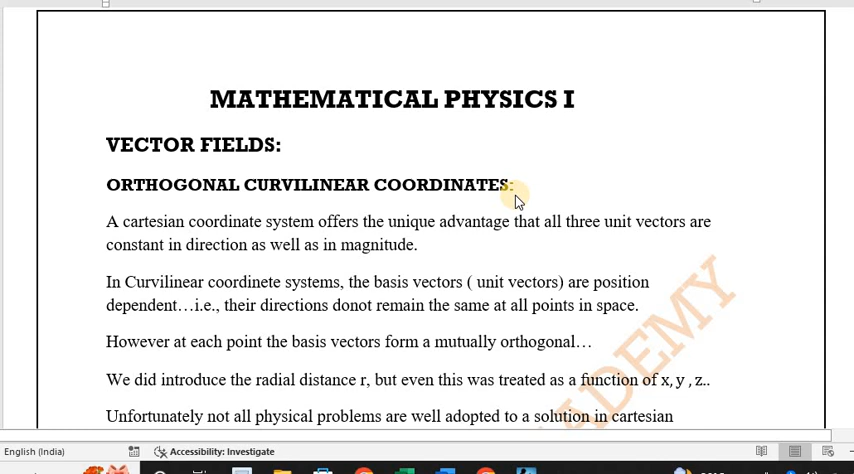 MATHEMATICAL PHYSICS I
VECTOR FIELDS:
ORTHOGONAL CURVILINEAR COORDINATES:
A cartesian coordinate system offers the unique advantage that all three unit vectors are
constant in direction as well as in magnitude.
In Curvilinear coordinete systems, the basis vectors ( unit vectors) are position
dependent…i.e., their directions donot remain the same at all points in space.
However at each point the basis vectors form a mutually orthogonal…
We did introduce the radial distance r, but even this was treated as a function of x, y , z..
Unfortunately not all physical problems are well adopted to a solution in cartesian
English (India)
Accessibility: Investigate